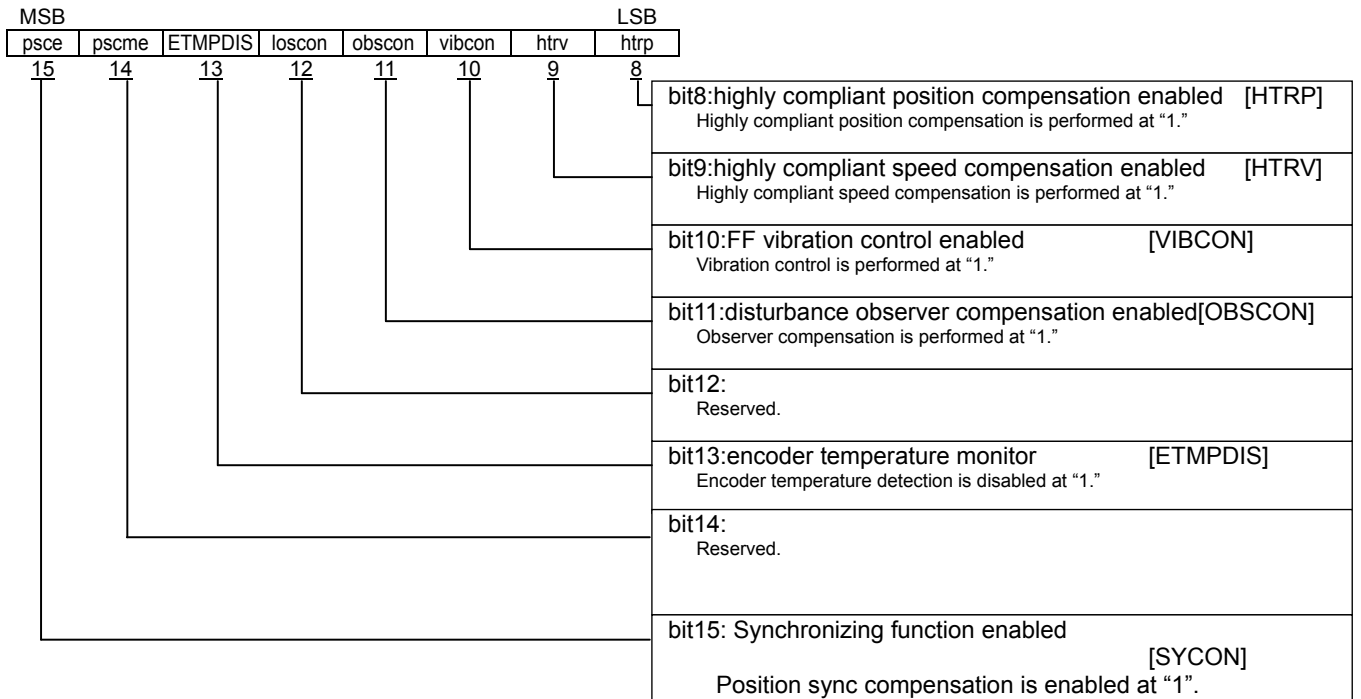 MSB LSB
psce pscme ETMPDIS loscon obscon vibcon htrv htrp
15 14 13 12 11 10 9 8
bit8:highly compliant position compensation enabled [HTRP]
Highly compliant position compensation is performed at “1.”
bit9:highly compliant speed compensation enabled [HTRV]
Highly compliant speed compensation is performed at “1.”
bit10:FF vibration control enabled [VIBCON]
Vibration control is performed at “1.”
bit11:disturbance observer compensation enabled[OBSCON]
Observer compensation is performed at “1.”
bit12:
Reserved.
bit13:encoder temperature monitor [ETMPDIS]
Encoder temperature detection is disabled at “1.”
bit14:
Reserved.
bit15: Synchronizing function enabled
[SYCON]
Position sync compensation is enabled at “1”.